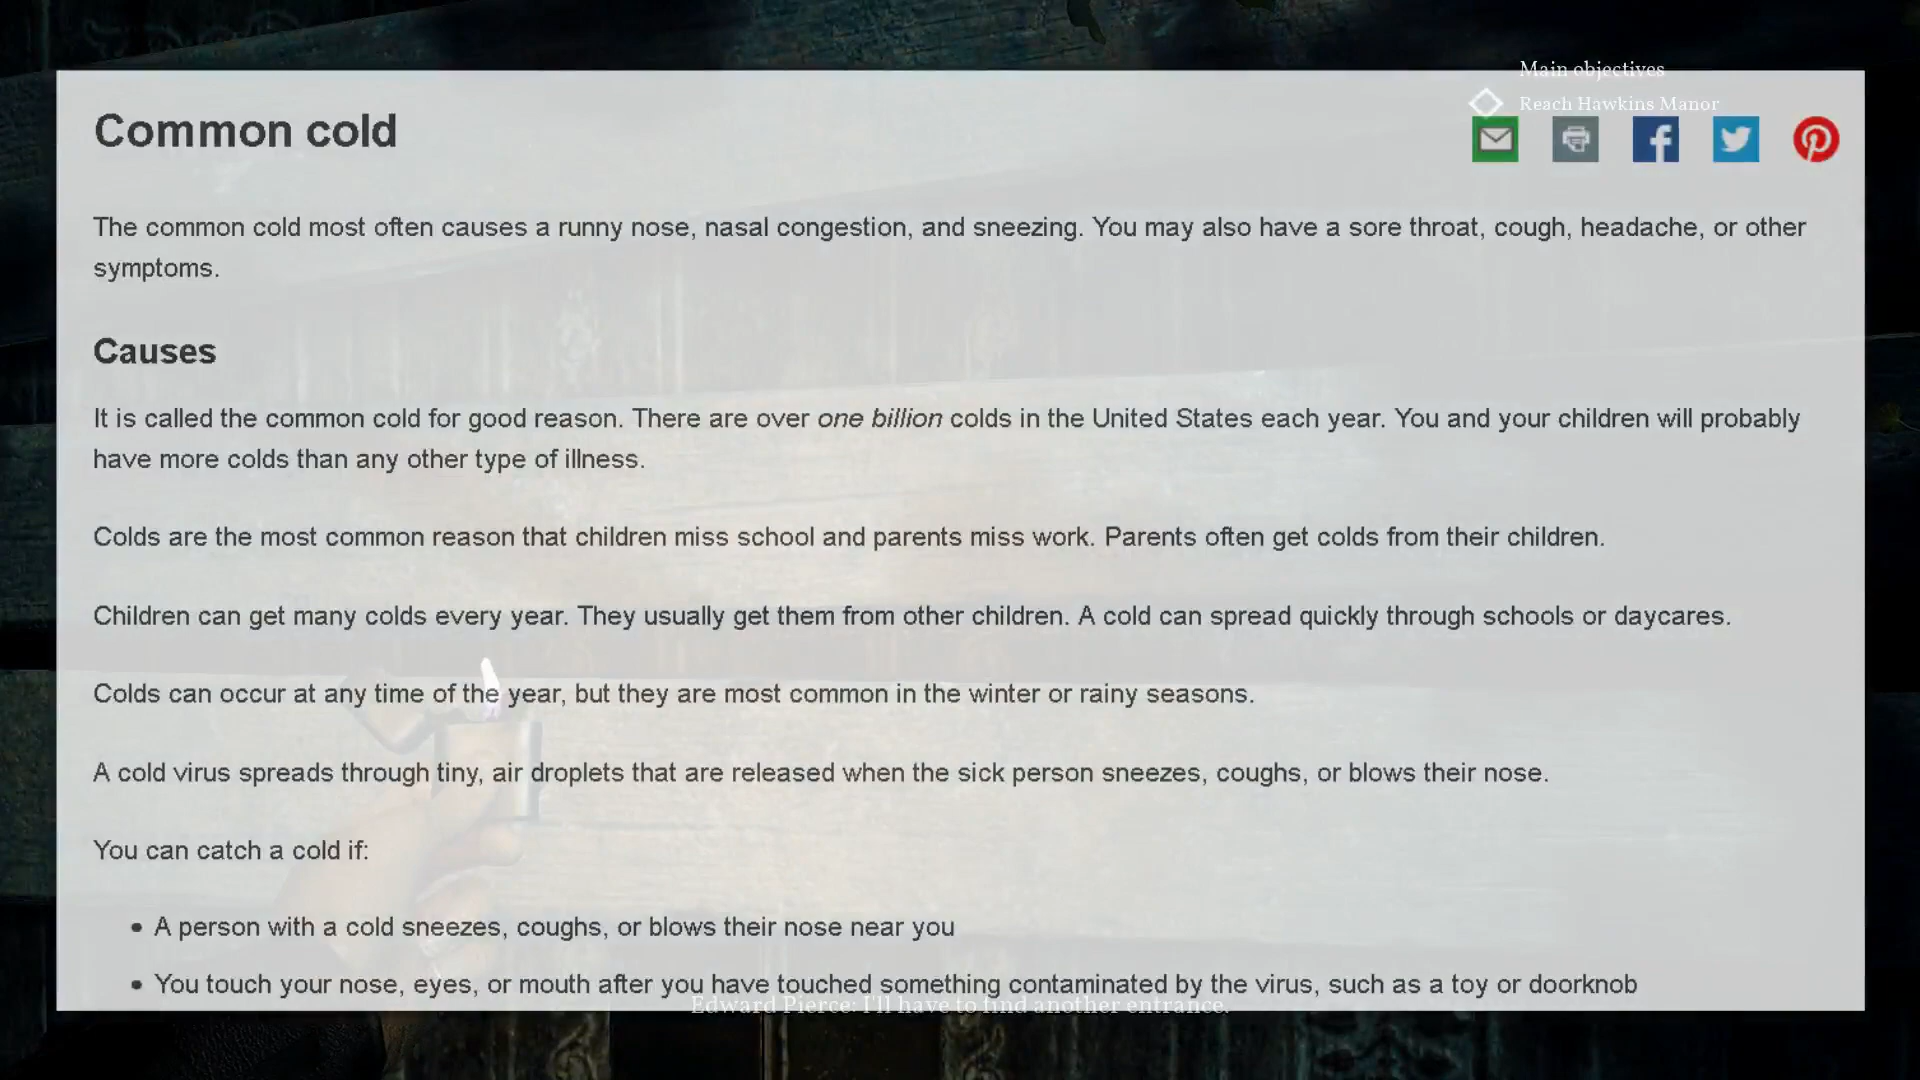 Main objectives
Reach Hawkins Manor
Common cold
The common cold most often causes a runny nose, nasal congestion, and sneezing. You may also have a sore throat, cough, headache, or other
symptoms.
Causes
It is called the common cold for good reason. There are over one billion colds in the United States each year. You and your children will probably
have more colds than any other type of illness.
Colds are the most common reason that children miss school and parents miss work. Parents often get colds from their children.
Children can get many colds every year. They usually get them from other children. A cold can spread quickly through schools or daycares.
Colds can occur at any time of the year, but they are most common in the winter or rainy seasons.
A cold virus spreads through tiny, air droplets that are released when the sick person sneezes, coughs, or blows their nose.
You can catch a cold if:
• A person with a cold sneezes, coughs, or blows their nose near you
• You touch your nose, eyes, or mouth after you have touched something contaminated by the virus, such as a toy or doorknob
Edward Pierce: I'll have to find another entrance.